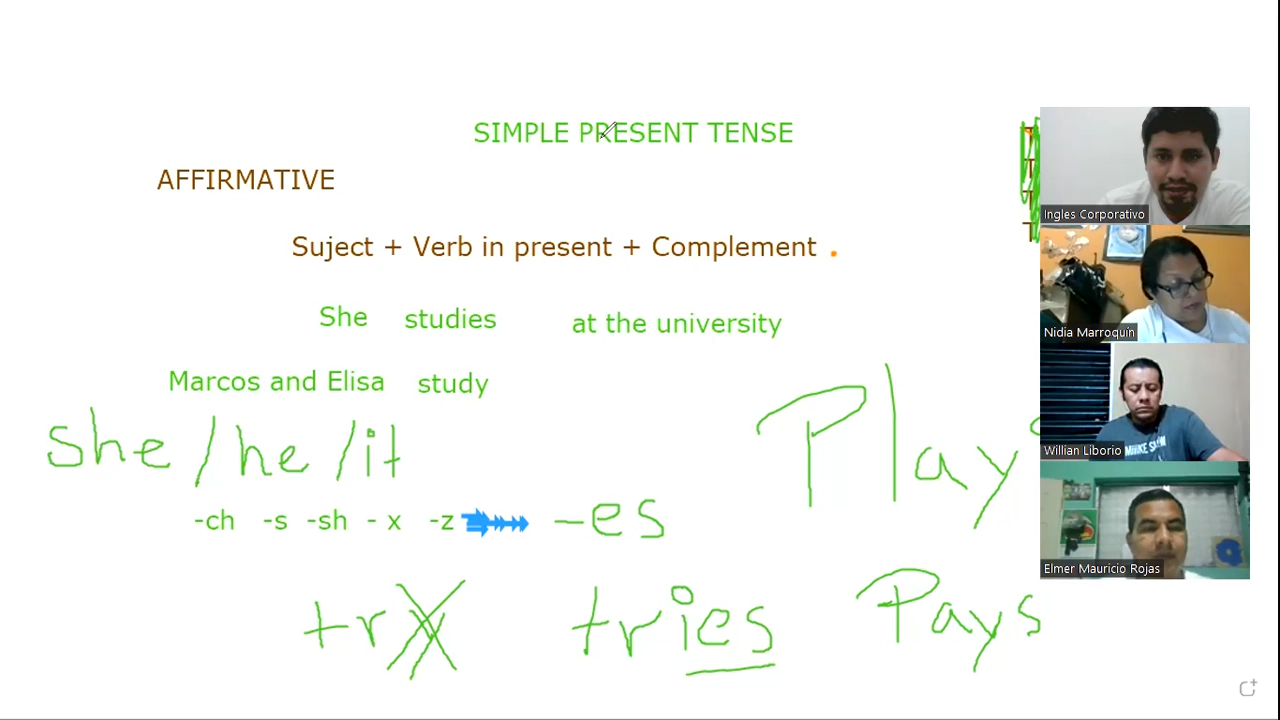 SIMPLE PRESENT TENSE
AFFIRMATIVE
Suject + Verb in present + Complement .
She studies at the university
Marcos and Elisa study
she / he / it
Play
-ch -s -sh - x -z -es
try tries Pays
Ingles Corporativo
Nidia Marroquin
Willian Liborio
Elmer Mauricio Rojas